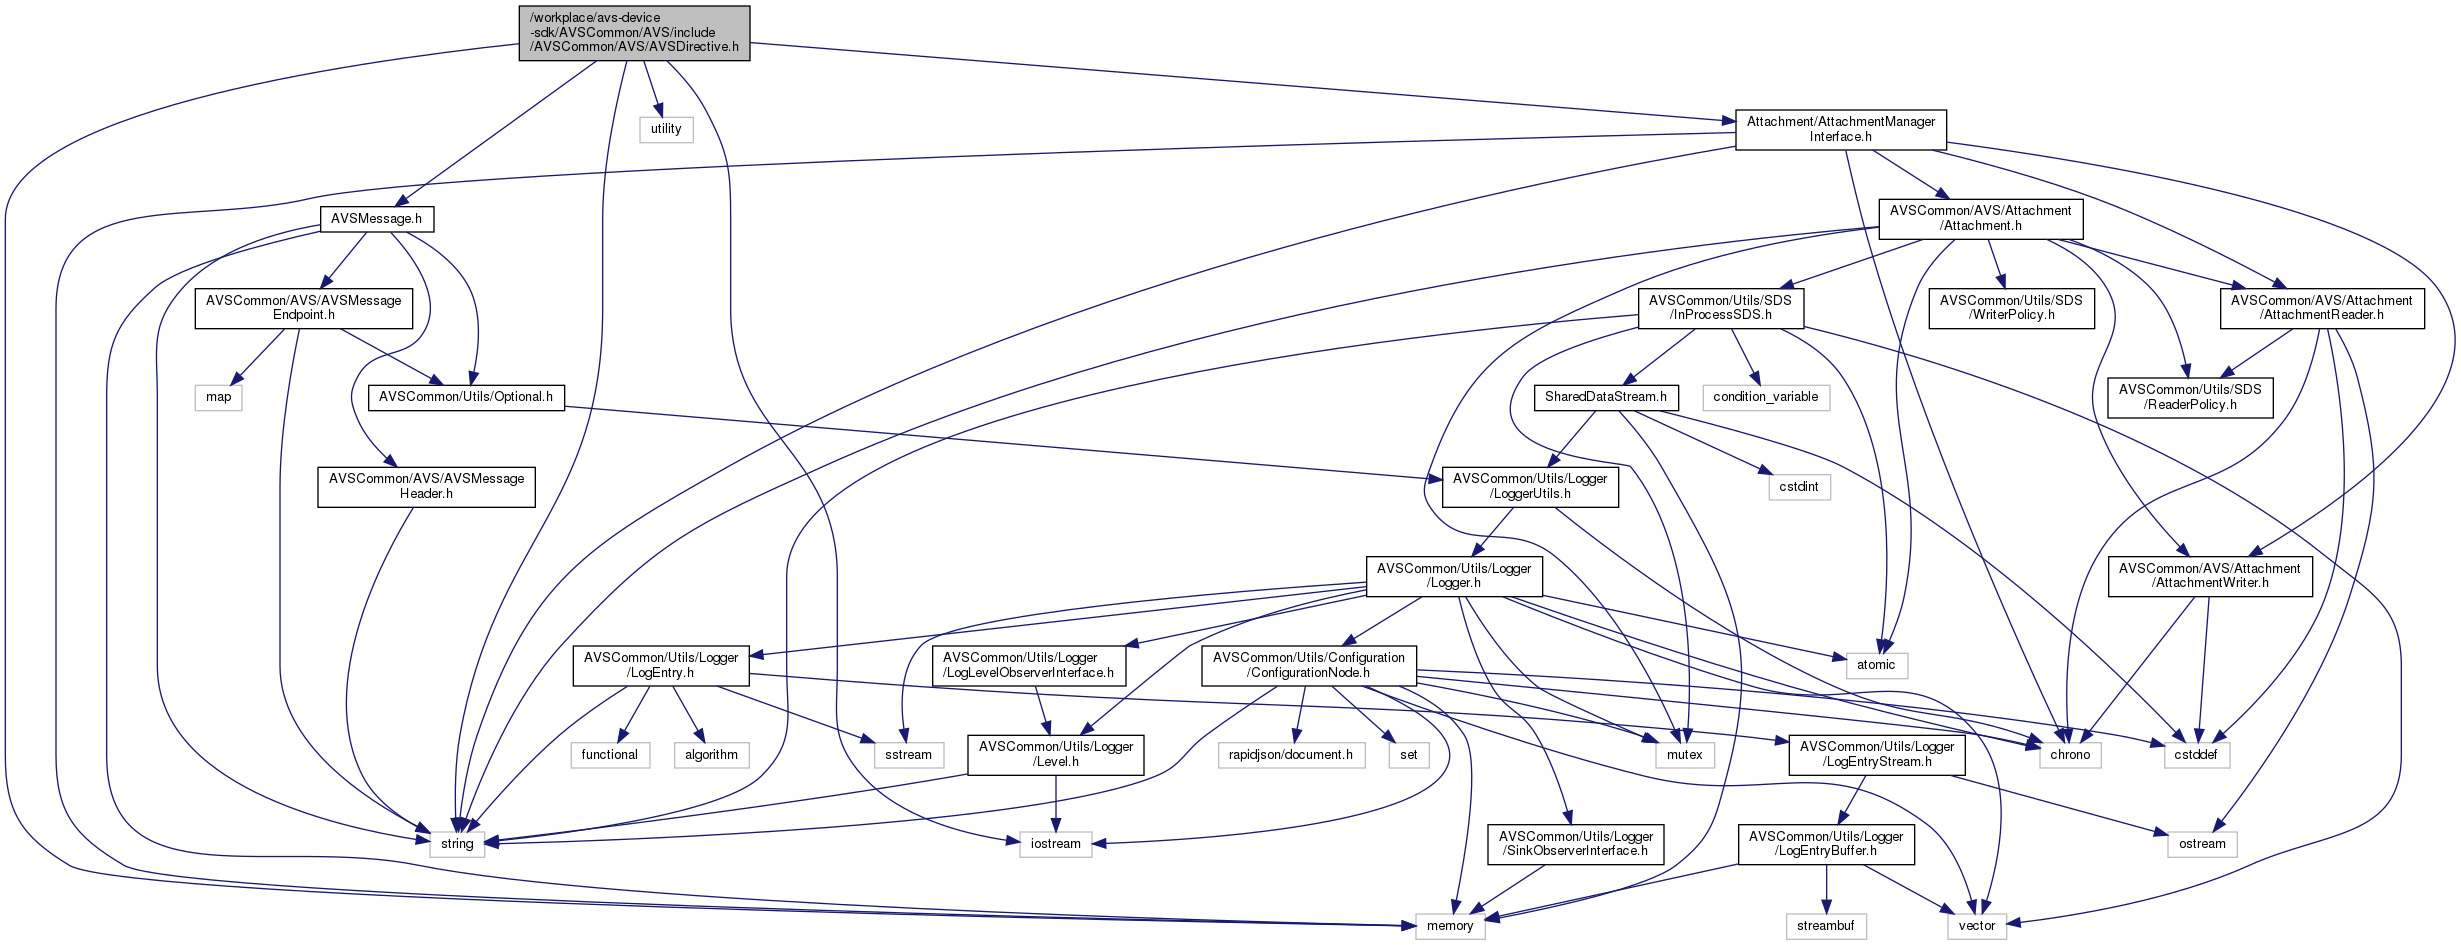 /workplace/avs-device
-sdk/AVSCommon/AVS/include
/AVSCommon/AVS/AVSDirective.h
utility
Attachment/AttachmentManager
Interface.h
AVSMessage.h
AVSCommon/AVS/Attachment
/Attachment.h
AVSCommon/AVS/AVSMessage
Endpoint.h
AVSCommon/Utils/SDS
/InProcessSDS.h
AVSCommon/Utils/SDS
/WriterPolicy.h
AVSCommon/AVS/Attachment
/AttachmentReader.h
map
AVSCommon/Utils/Optional.h
SharedDataStream.h
condition_variable
AVSCommon/Utils/SDS
/ReaderPolicy.h
AVSCommon/AVS/AVSMessage
Header.h
AVSCommon/Utils/Logger
/LoggerUtils.h
cstdint
AVSCommon/Utils/Logger
/Logger.h
AVSCommon/AVS/Attachment
/AttachmentWriter.h
AVSCommon/Utils/Logger
/LogEntry.h
AVSCommon/Utils/Logger
/LogLevelObserverInterface.h
AVSCommon/Utils/Configuration
/ConfigurationNode.h
atomic
functional
algorithm
sstream
AVSCommon/Utils/Logger
/Level.h
rapidjson/document.h
set
mutex
AVSCommon/Utils/Logger
/LogEntryStream.h
chrono
cstddef
string
iostream
AVSCommon/Utils/Logger
/SinkObserverInterface.h
AVSCommon/Utils/Logger
/LogEntryBuffer.h
ostream
memory
streambuf
vector